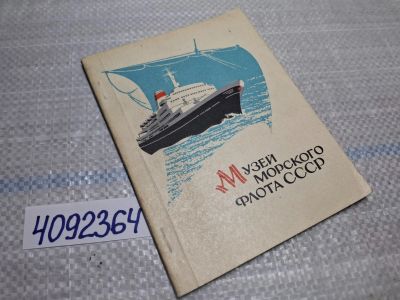 Музей
морского
флота СССР
4092364